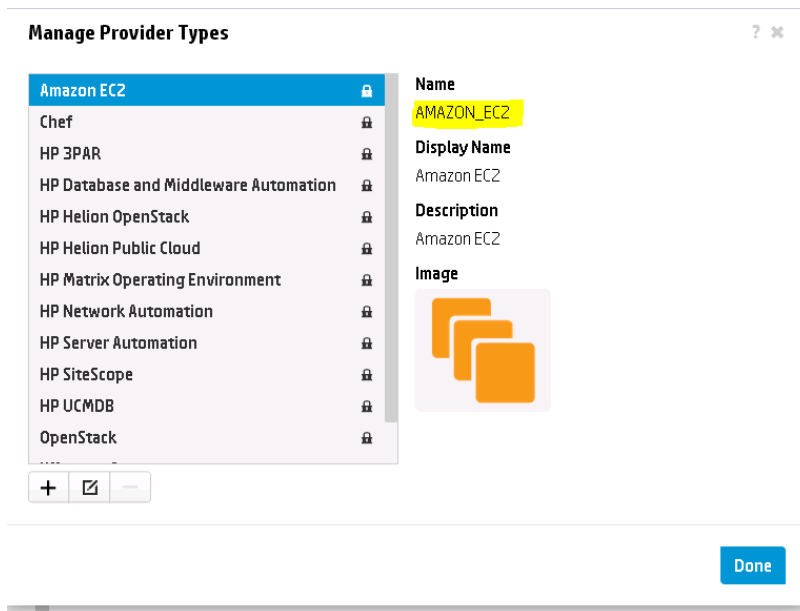 Manage Provider Types
?
Amazon EC2
Chef
HP 3PAR
HP Database and Middleware Automation
HP Helion OpenStack
HP Helion Public Cloud
HP Matrix Operating Environment
HP Network Automation
HP Server Automation
HP SiteScope
HP UCMDB
OpenStack
Name
AMAZON_EC2
Display Name
Amazon EC2
Description
Amazon EC2
Image
Done